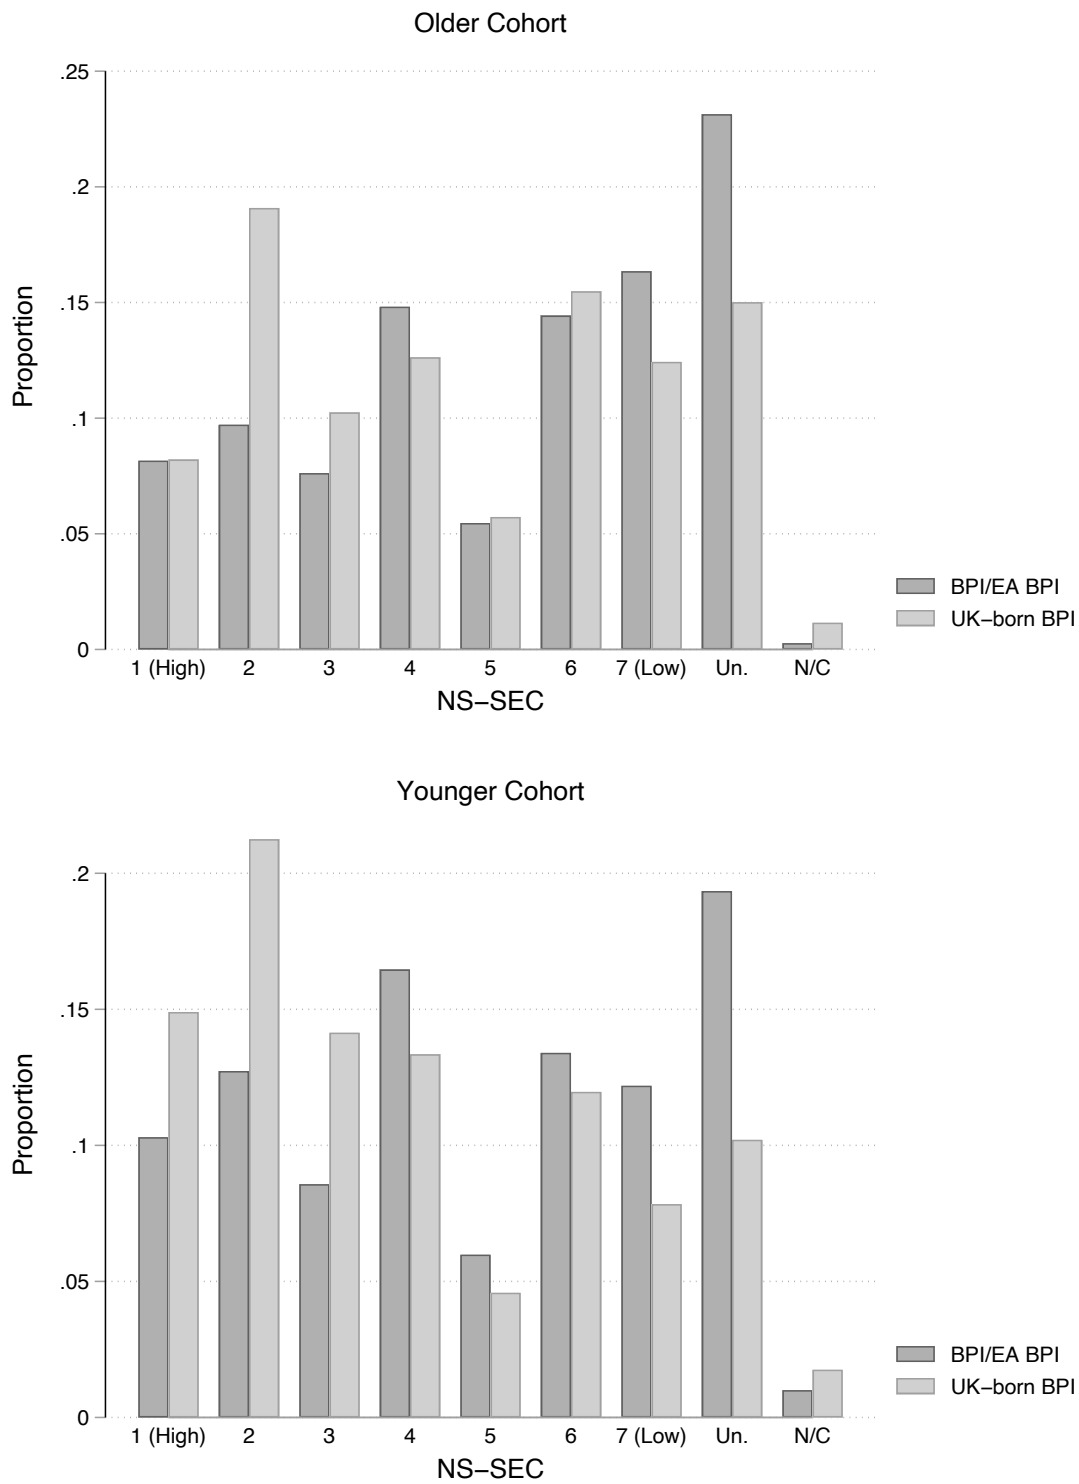 Older Cohort
.25
.2
.15
.1
.05
0
Proportion
1 (High) 2 3 4 5 6 7 (Low) Un. N/C
NS−SEC
BPI/EA BPI
UK−born BPI
Younger Cohort
.2
.15
.1
.05
0
Proportion
1 (High) 2 3 4 5 6 7 (Low) Un. N/C
NS−SEC
BPI/EA BPI
UK−born BPI